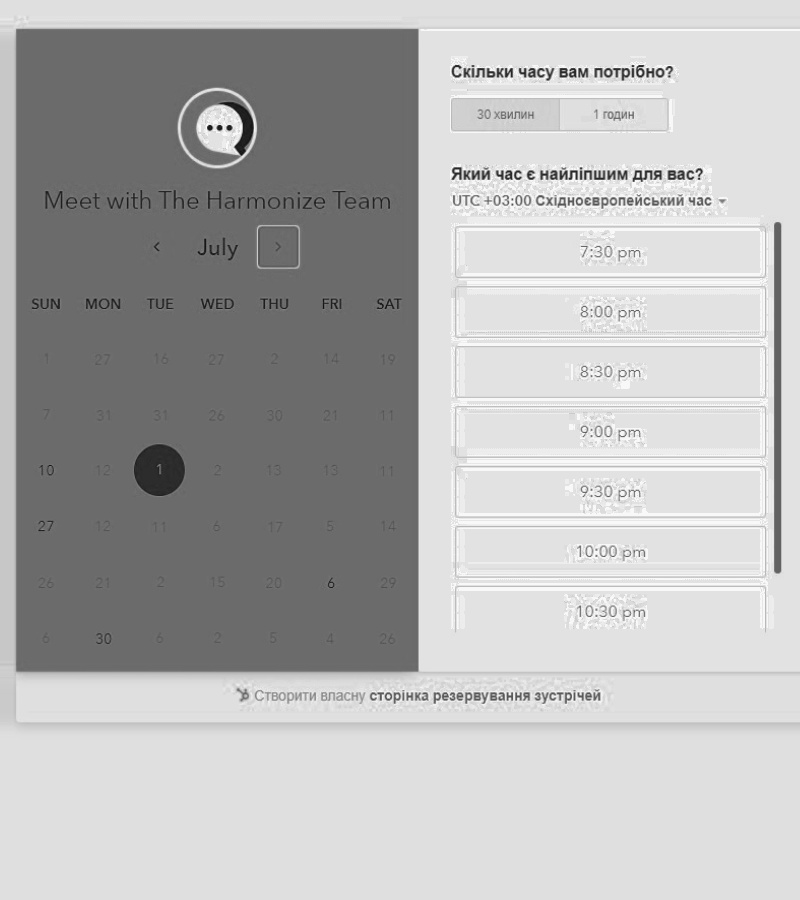 Meet with The Harmonize Team
July
SUN MON TUE WED THU FRI SAT
1 27 16 27 2 14 19
7 31 31 26 30 21 11
10 12 1 2 13 13 11
27 12 11 6 17 5 14
26 21 2 15 20 6 29
6 30 6 2 5 4 26
Скільки часу вам потрібно?
30 хвилин 1 годин
Який час є найліпшим для вас?
UTC +03:00 Східноєвропейський час
7:30 pm
8:00 pm
8:30 pm
9:00 pm
9:30 pm
10:00 pm
10:30 pm
Створити власну сторінка резервування зустрічей